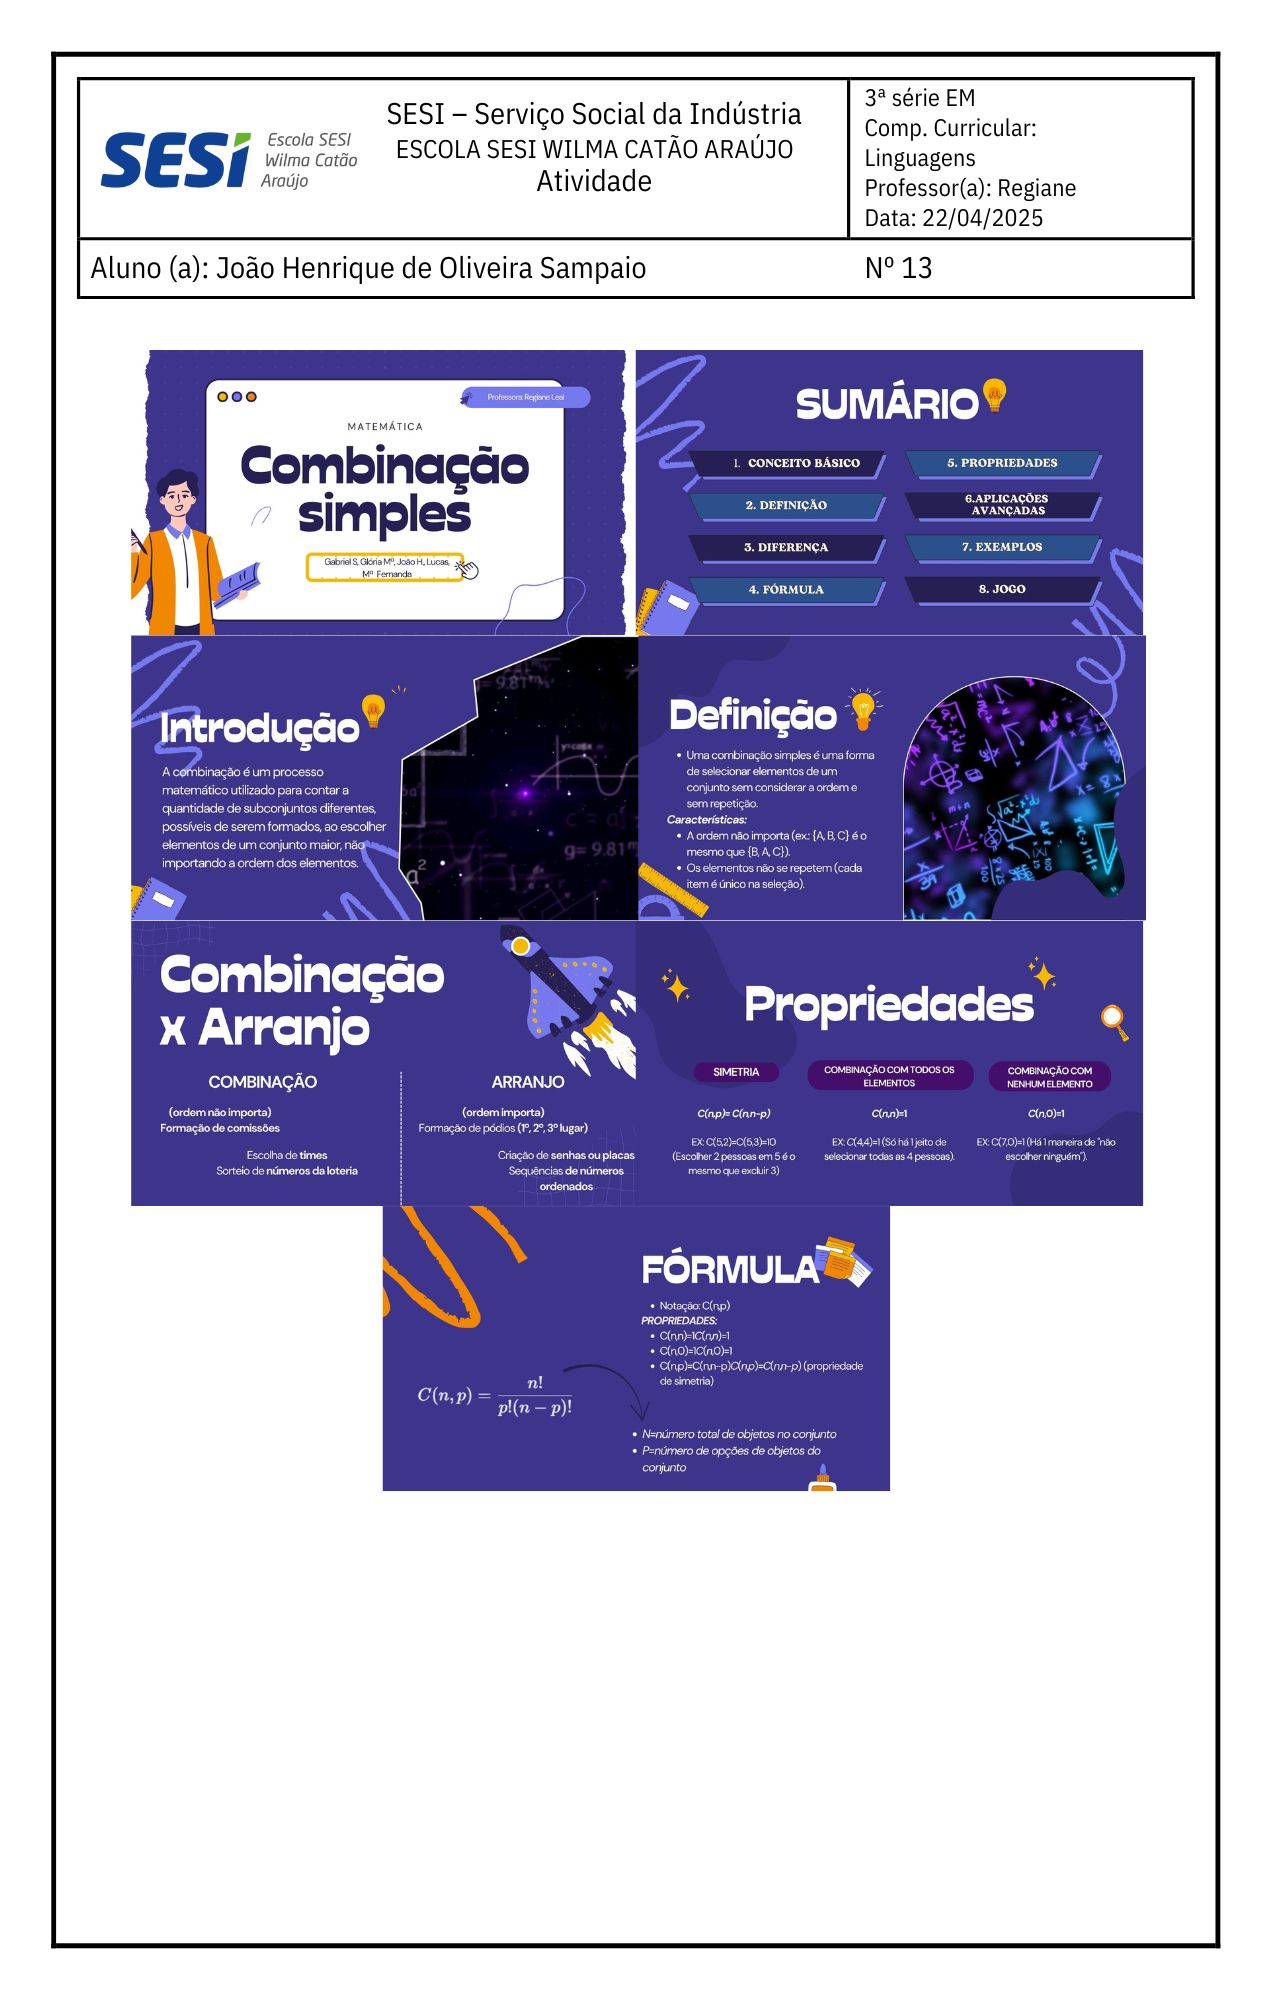 SESI
Escola SESI
Wilma Catão
Araújo
SESI – Serviço Social da Indústria
ESCOLA SESI WILMA CATÃO ARAÚJO
Atividade
3ª série EM
Comp. Curricular:
Linguagens
Professor(a): Regiane
Data: 22/04/2025
Aluno (a): João Henrique de Oliveira Sampaio
Nº 13
Professora: Regiane Leal
MATEMÁTICA
Combinação
simples
Gabriel S, Glória Mª, João H, Lucas,
Mª Fernanda
SUMÁRIO
1. CONCEITO BÁSICO
2. DEFINIÇÃO
3. DIFERENÇA
4. FÓRMULA
5. PROPRIEDADES
6.APLICAÇÕES
AVANÇADAS
7. EXEMPLOS
8. JOGO
Introdução
A combinação é um processo
matemático utilizado para contar a
quantidade de subconjuntos diferentes,
possíveis de serem formados, ao escolher
elementos de um conjunto maior, não
importando a ordem dos elementos.
Definição
• Uma combinação simples é uma forma
de selecionar elementos de um
conjunto sem considerar a ordem e
sem repetição.
Características:
• A ordem não importa (ex.: {A, B, C} é o
mesmo que {B, A, C}).
• Os elementos não se repetem (cada
item é único na seleção).
Combinação
x Arranjo
COMBINAÇÃO
(ordem não importa)
Formação de comissões
Escolha de times
Sorteio de números da loteria
ARRANJO
(ordem importa)
Formação de pódios (1º, 2º, 3º lugar)
Criação de senhas ou placas
Sequências de números
ordenados
Propriedades
SIMETRIA
C(n,p)= C(n,n-p)
EX: C(5,2)=C(5,3)=10
(Escolher 2 pessoas em 5 é o
mesmo que excluir 3)
COMBINAÇÃO COM TODOS OS
ELEMENTOS
C(n,n)=1
EX: C(4,4)=1 (Só há 1 jeito de
selecionar todas as 4 pessoas).
COMBINAÇÃO COM
NENHUM ELEMENTO
C(n,0)=1
EX: C(7,0)=1 (Há 1 maneira de "não
escolher ninguém").
FÓRMULA
• Notação: C(n,p)
PROPRIEDADES:
• C(n,n)=1C(n,n)=1
• C(n,0)=1C(n,0)=1
• C(n,p)=C(n,n-p)C(n,p)=C(n,n-p) (propriedade
de simetria)
C(n, p) = n! / p!(n − p)!
• N=número total de objetos no conjunto
• P=número de opções de objetos do
conjunto